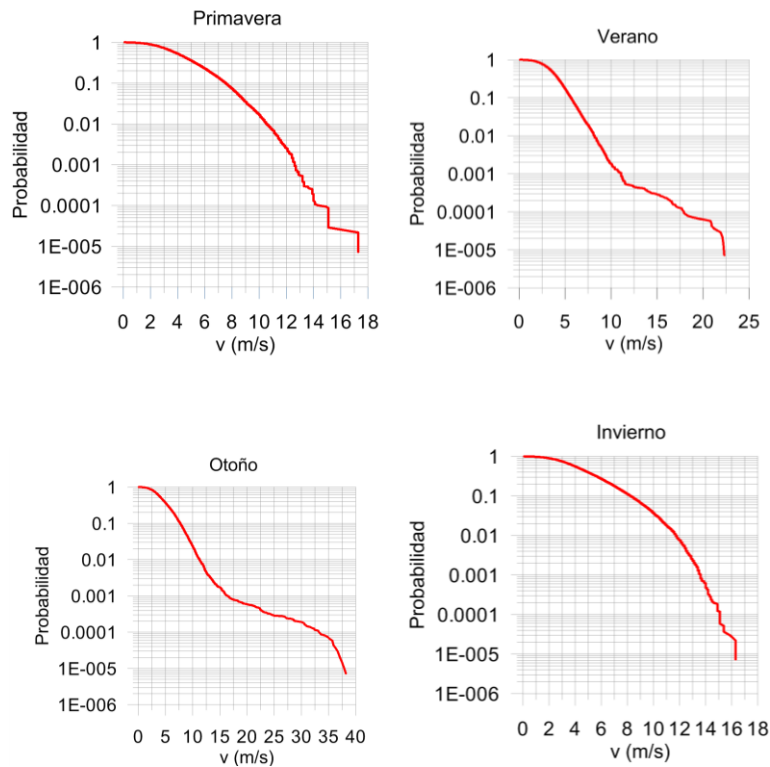 Primavera
Probabilidad
1
0.1
0.01
0.001
0.0001
1E-005
1E-006
0 2 4 6 8 10 12 14 16 18
v (m/s)
Verano
Probabilidad
1
0.1
0.01
0.001
0.0001
1E-005
1E-006
0 5 10 15 20 25
v (m/s)
Otoño
Probabilidad
1
0.1
0.01
0.001
0.0001
1E-005
1E-006
0 5 10 15 20 25 30 35 40
v (m/s)
Invierno
Probabilidad
1
0.1
0.01
0.001
0.0001
1E-005
1E-006
0 2 4 6 8 10 12 14 16 18
v (m/s)